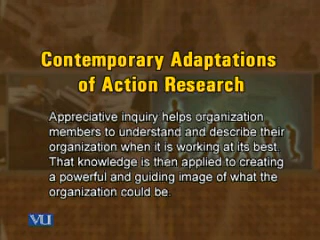 Contemporary Adaptations
of Action Research
Appreciative inquiry helps organization
members to understand and describe their
organization when it is working at its best.
That knowledge is then applied to creating
a powerful and guiding image of what the
organization could be.
VU